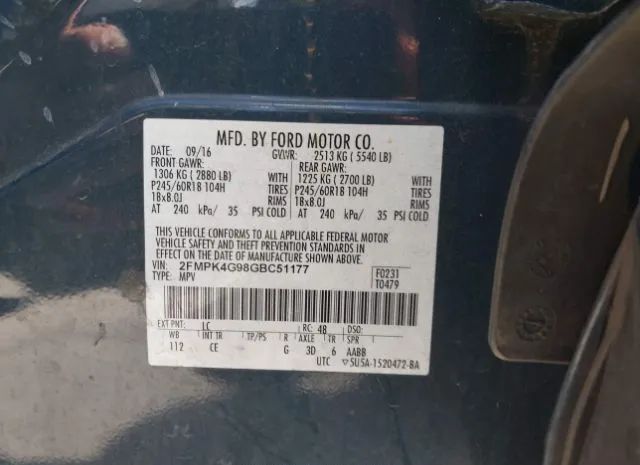 MFD. BY FORD MOTOR CO.
DATE: 09/16 GVWR: 2513 KG ( 5540 LB)
FRONT GAWR: REAR GAWR:
1306 KG ( 2880 LB) WITH 1225 KG ( 2700 LB) WITH
P245/60R18 104H TIRES P245/60R18 104H TIRES
18x8.0J RIMS 18x8.0J RIMS
AT 240 kPa/ 35 PSI COLD AT 240 kPa/ 35 PSI COLD
THIS VEHICLE CONFORMS TO ALL APPLICABLE FEDERAL MOTOR
VEHICLE SAFETY AND THEFT PREVENTION STANDARDS IN
EFFECT ON THE DATE OF MANUFACTURE SHOWN ABOVE.
VIN: 2FMPK4G98GBC51177 F0231
TYPE: MPV T0479
EXT PNT: LC RC: 48 DSO:
WB INT TR TP/PS R AXLE TR SPR
112 CE G 3D 6 AABB
UTC ▽5U5A-1520472-BA